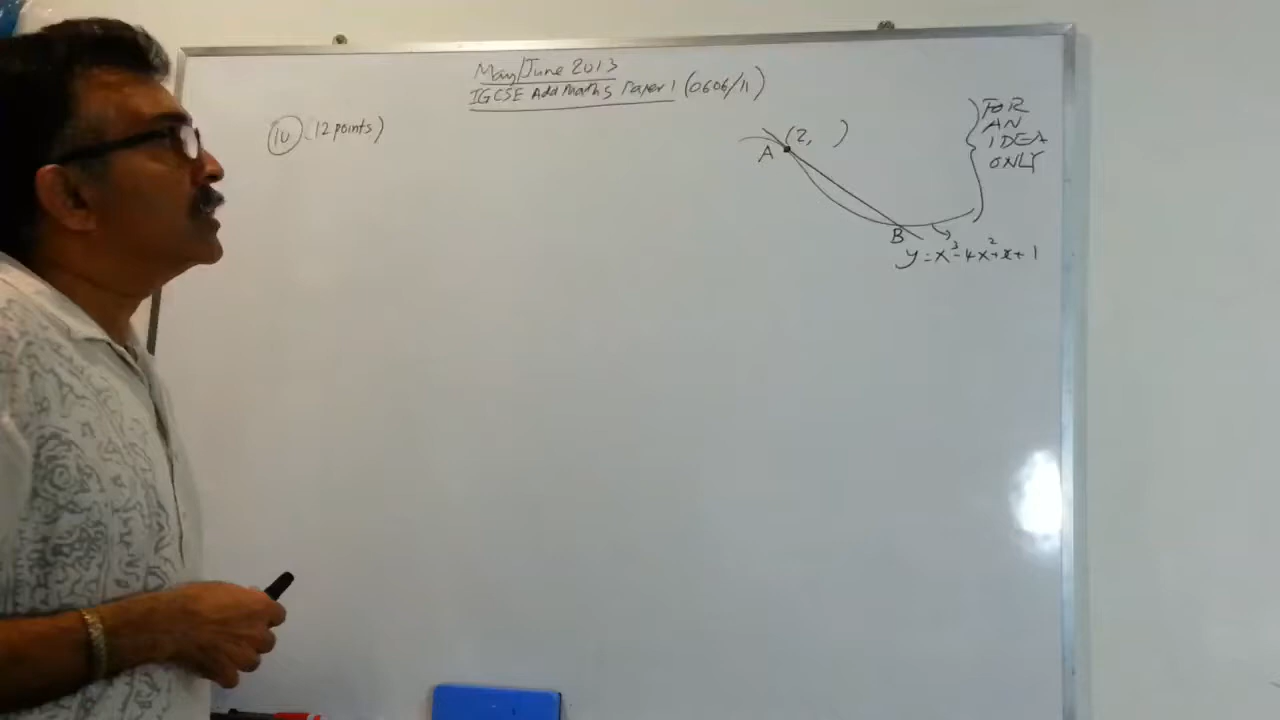 May/June 2013
IGCSE Add Maths Paper 1 (0606/11)
10 (12 points)
FOR
AN
IDEA
ONLY
(2, )
A
B
y=x³-4x²+x+1